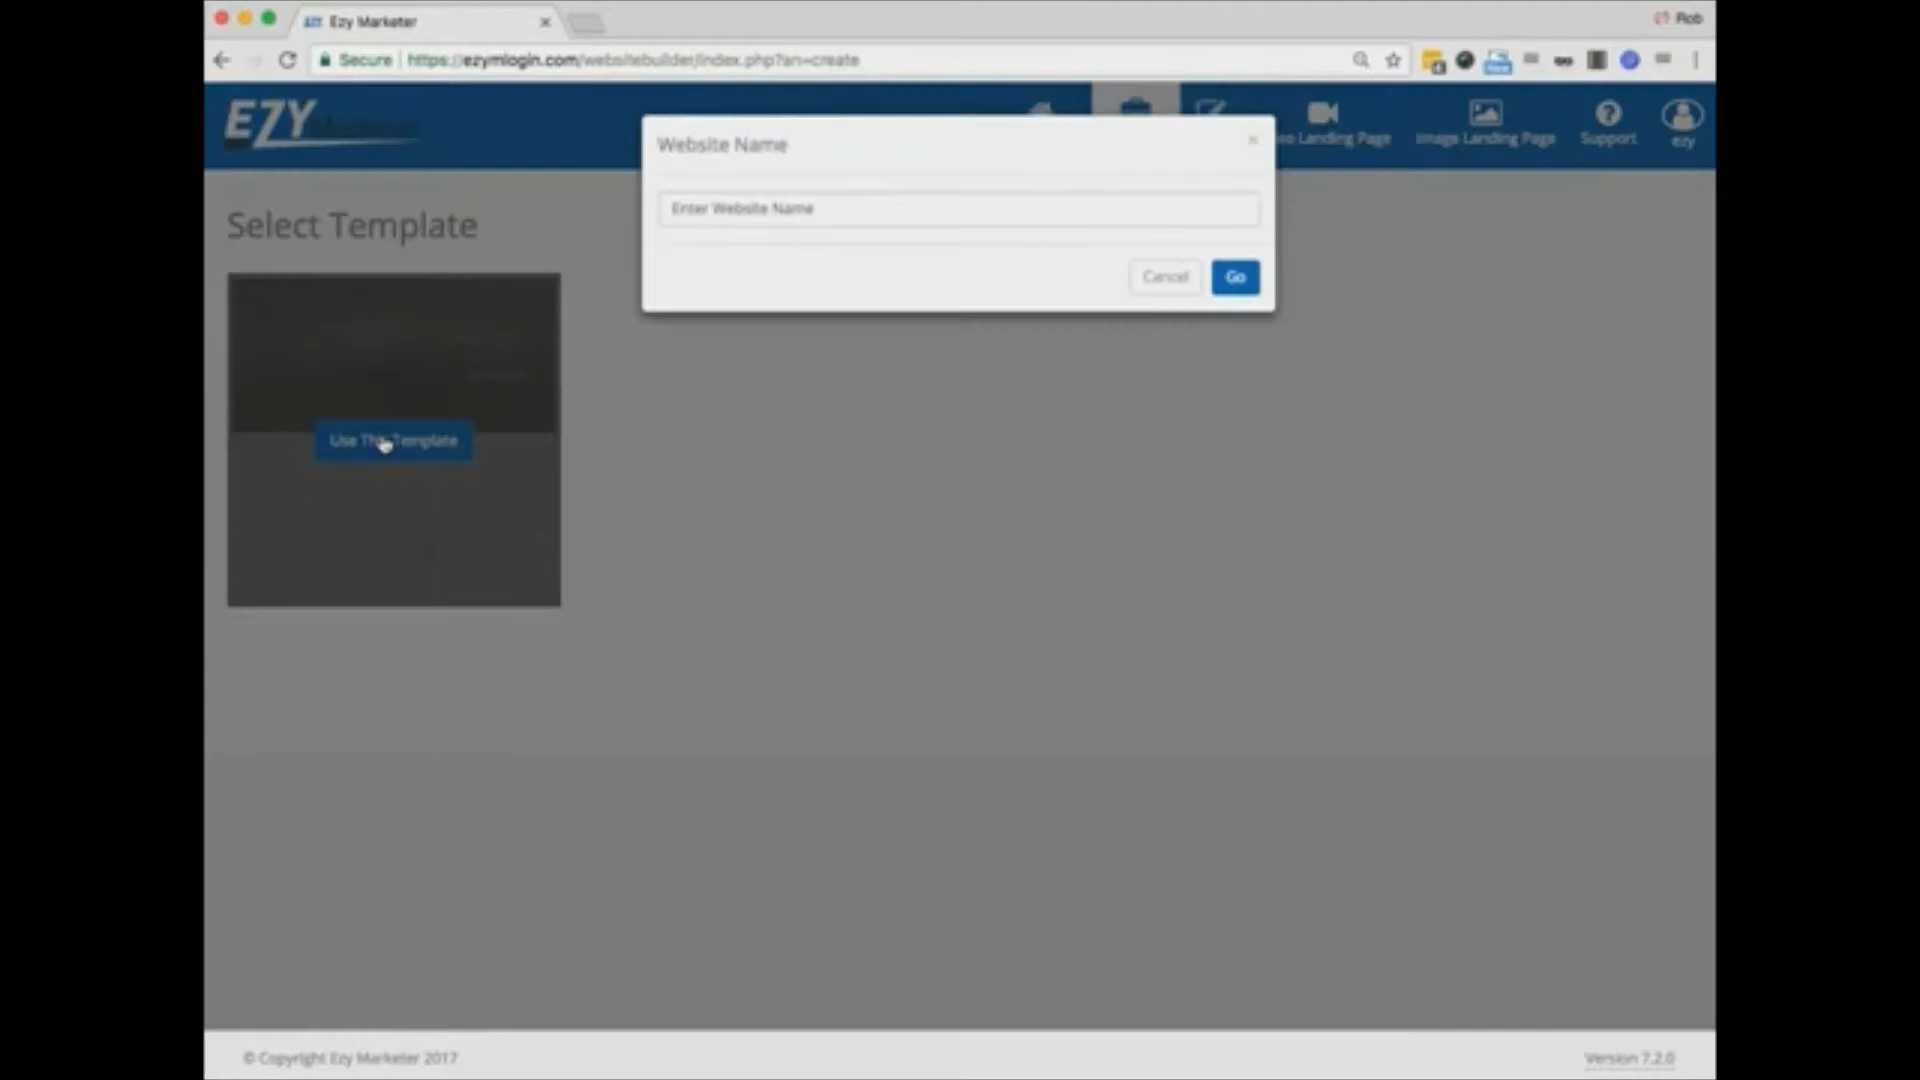 Ezy Marketer
Rob
Secure | https://ezymlogin.com/websitebuilder/index.php?an=create
EZY
Website Name
Landing Page
Image Landing Page
Support
ezy
Enter Website Name
Select Template
Cancel
Go
Use This Template
© Copyright Ezy Marketer 2017
Version 7.2.0